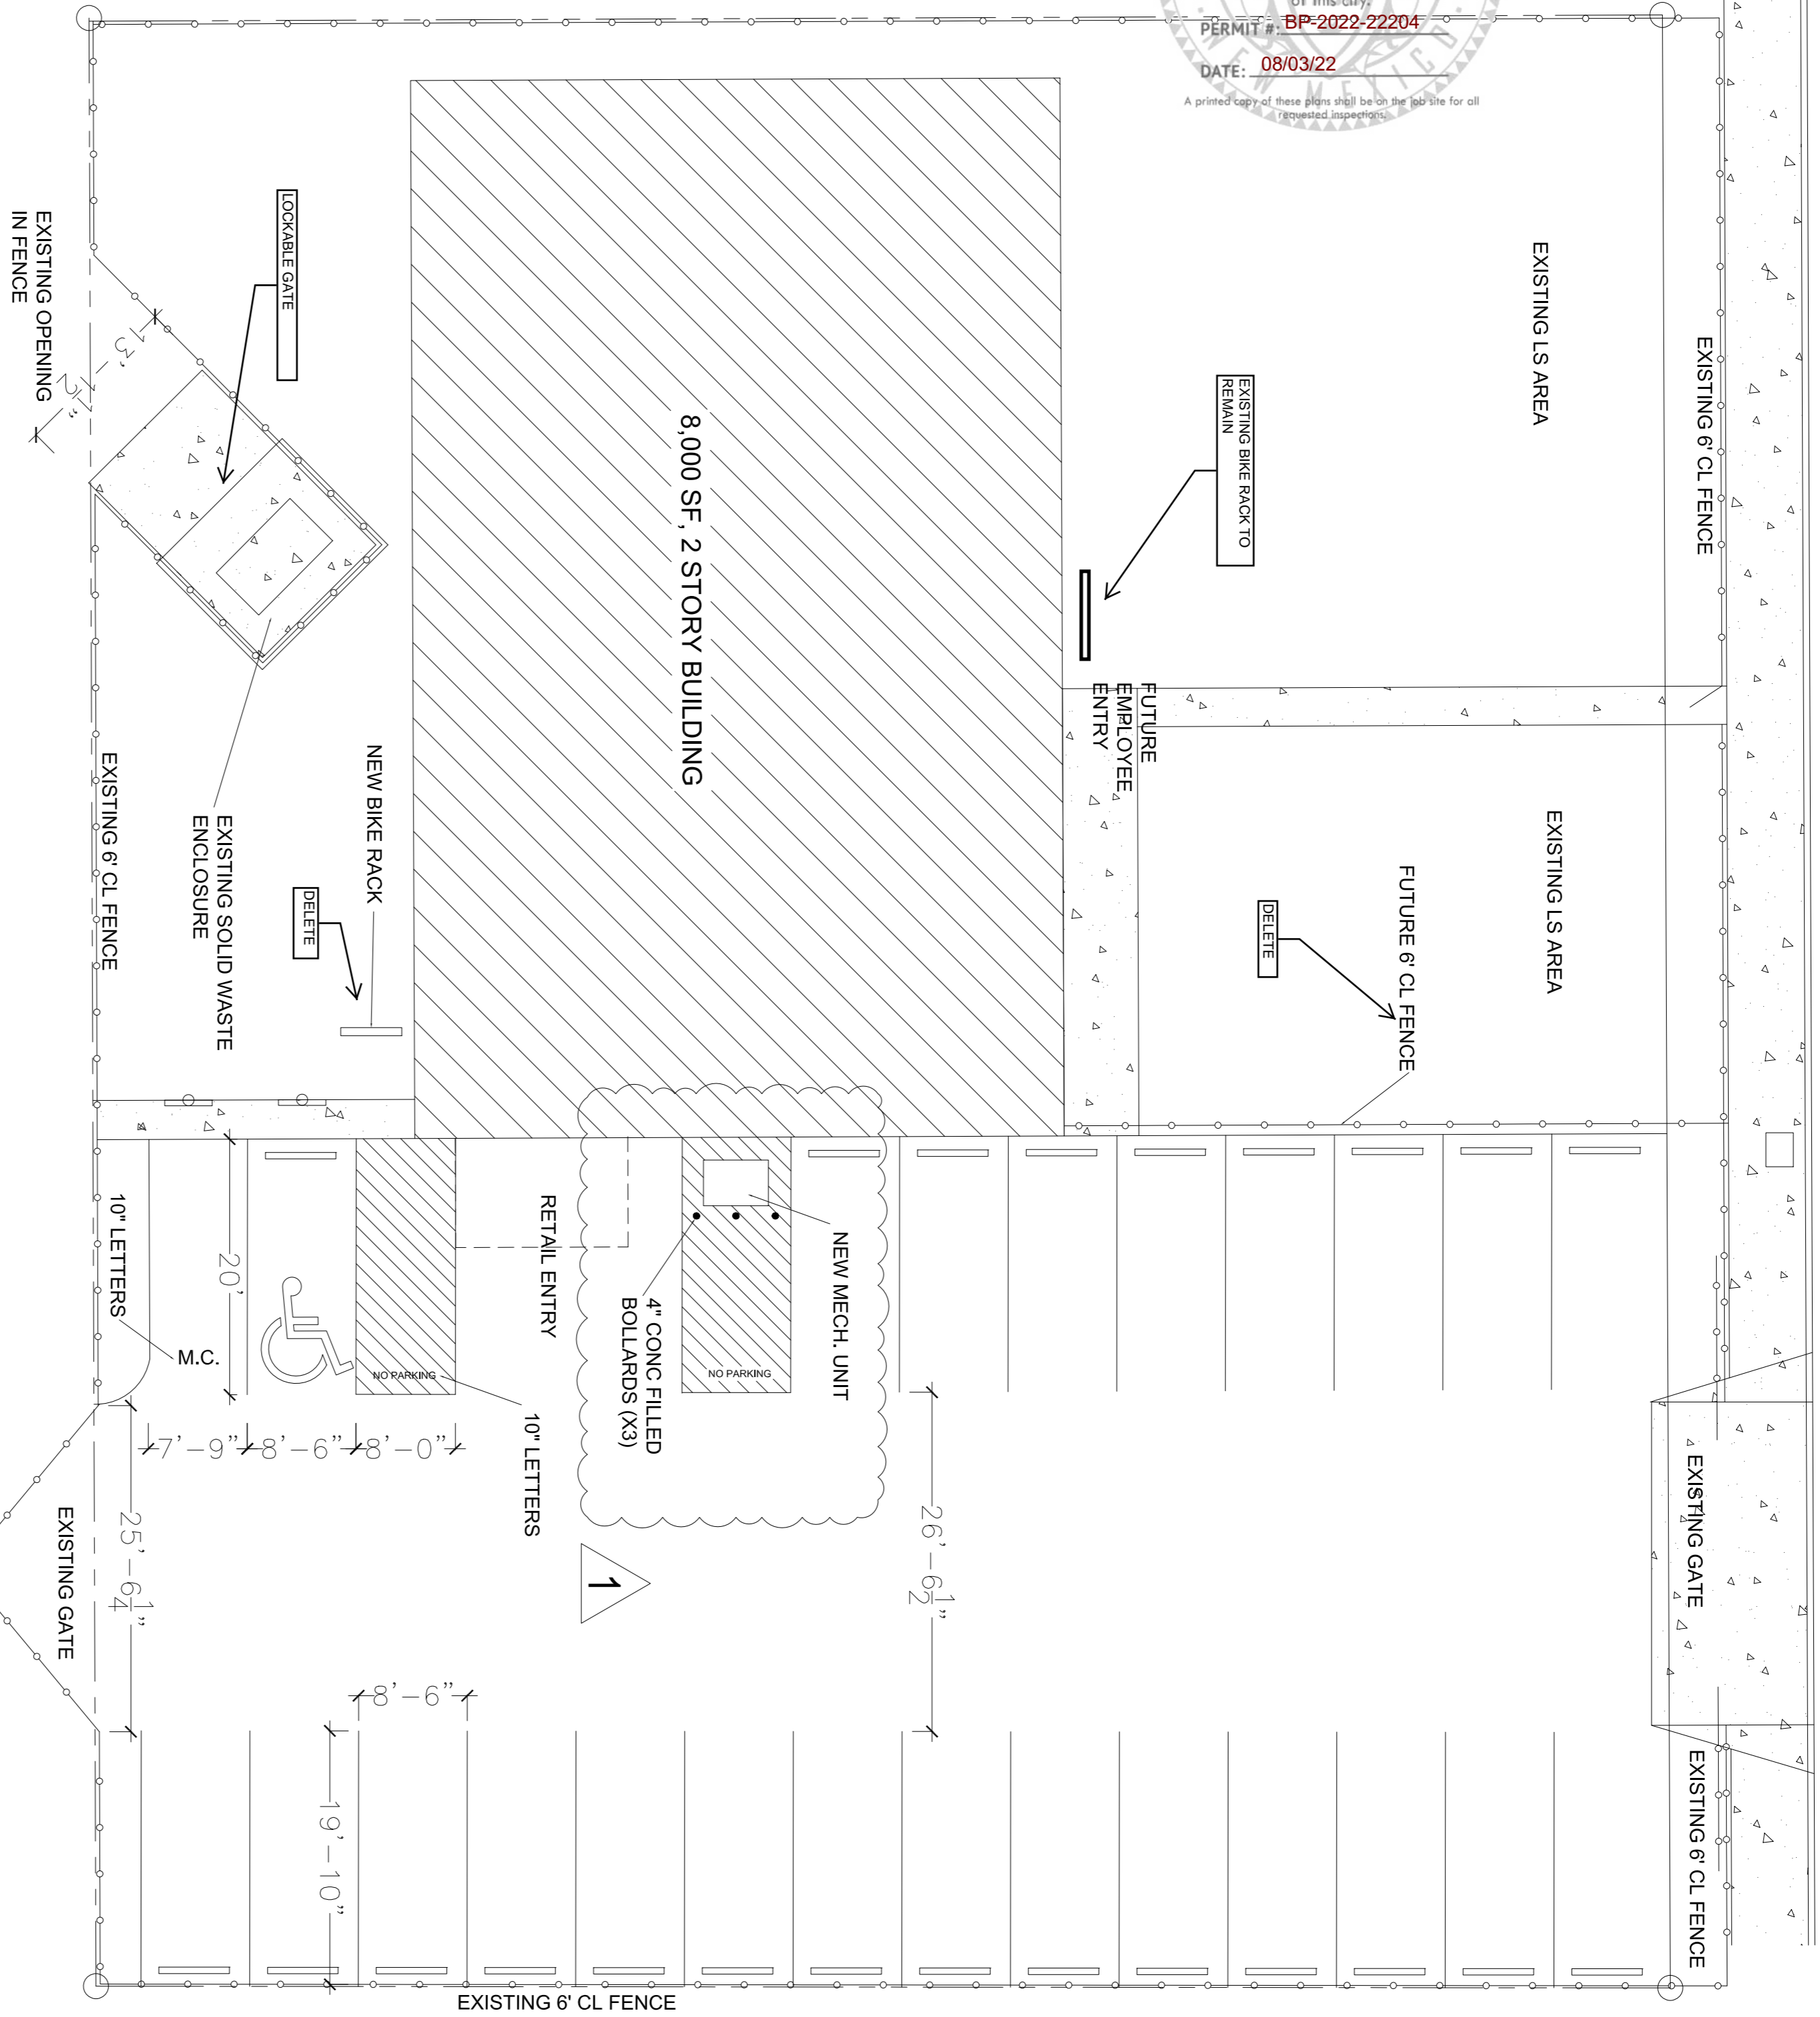 of this city.
PERMIT #: BP-2022-22204
DATE: 08/03/22
NEW MEXICO
A printed copy of these plans shall be on the job site for all
requested inspections.
EXISTING LS AREA
EXISTING 6' CL FENCE
LOCKABLE GATE
EXISTING OPENING
IN FENCE
EXISTING BIKE RACK TO
REMAIN
8,000 SF, 2 STORY BUILDING
FUTURE
EMPLOYEE
ENTRY
EXISTING LS AREA
FUTURE 6' CL FENCE
DELETE
NEW BIKE RACK
DELETE
EXISTING SOLID WASTE
ENCLOSURE
EXISTING 6' CL FENCE
10" LETTERS
M.C.
20'
NO PARKING
RETAIL ENTRY
10" LETTERS
4" CONC FILLED
BOLLARDS (X3)
NEW MECH. UNIT
NO PARKING
7'-9"
8'-6"
8'-0"
25'-6 1/4"
26'-6 1/2"
EXISTING GATE
1
EXISTING GATE
8'-6"
19'-10"
EXISTING 6' CL FENCE
EXISTING 6' CL FENCE